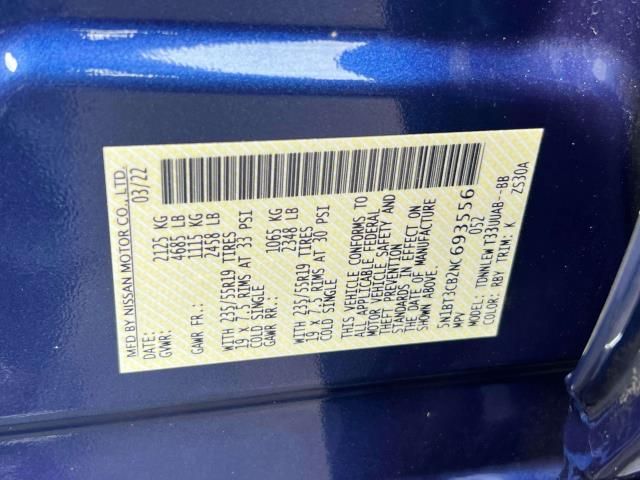 MFD BY NISSAN MOTOR CO., LTD.
DATE: 03/22
GVWR: 2125 KG
4685 LB
GAWR FR.: 1115 KG
2458 LB
WITH 235/55R19 TIRES
19 X 7.5 RIMS AT 33 PSI
COLD SINGLE
GAWR RR.: 1065 KG
2348 LB
WITH 235/55R19 TIRES
19 X 7.5 RIMS AT 30 PSI
COLD SINGLE
THIS VEHICLE CONFORMS TO
ALL APPLICABLE FEDERAL
MOTOR VEHICLE SAFETY AND
THEFT PREVENTION
STANDARDS IN EFFECT ON
THE DATE OF MANUFACTURE
SHOWN ABOVE.
5N1BT3CB2NC693556
MPV 052
MODEL: TDWNLEWT33UUAB--BB
COLOR: RBY TRIM: K ZS30A